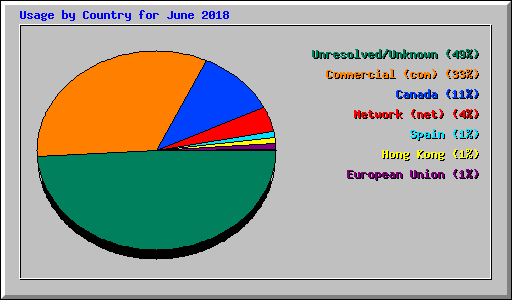 Usage by Country for June 2018
Unresolved/Unknown (49%)
Commercial (com) (33%)
Canada (11%)
Network (net) (4%)
Spain (1%)
Hong Kong (1%)
European Union (1%)